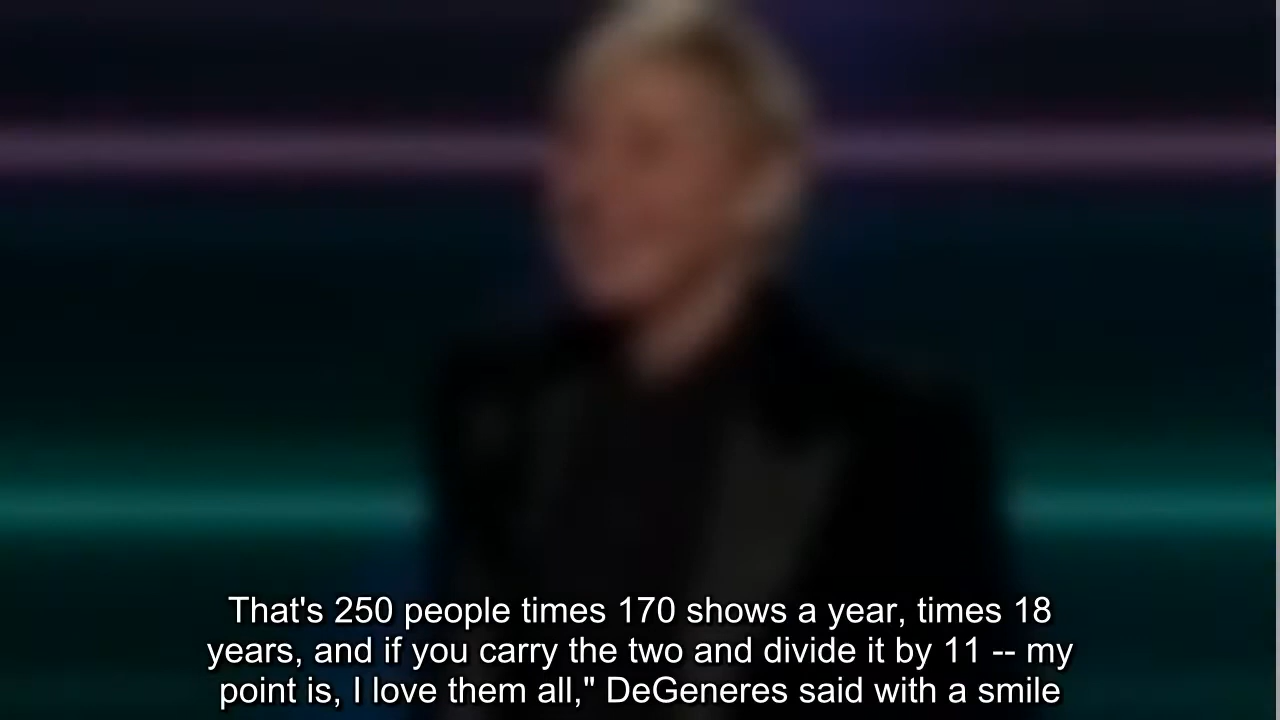 That's 250 people times 170 shows a year, times 18
years, and if you carry the two and divide it by 11 -- my
point is, I love them all," DeGeneres said with a smile